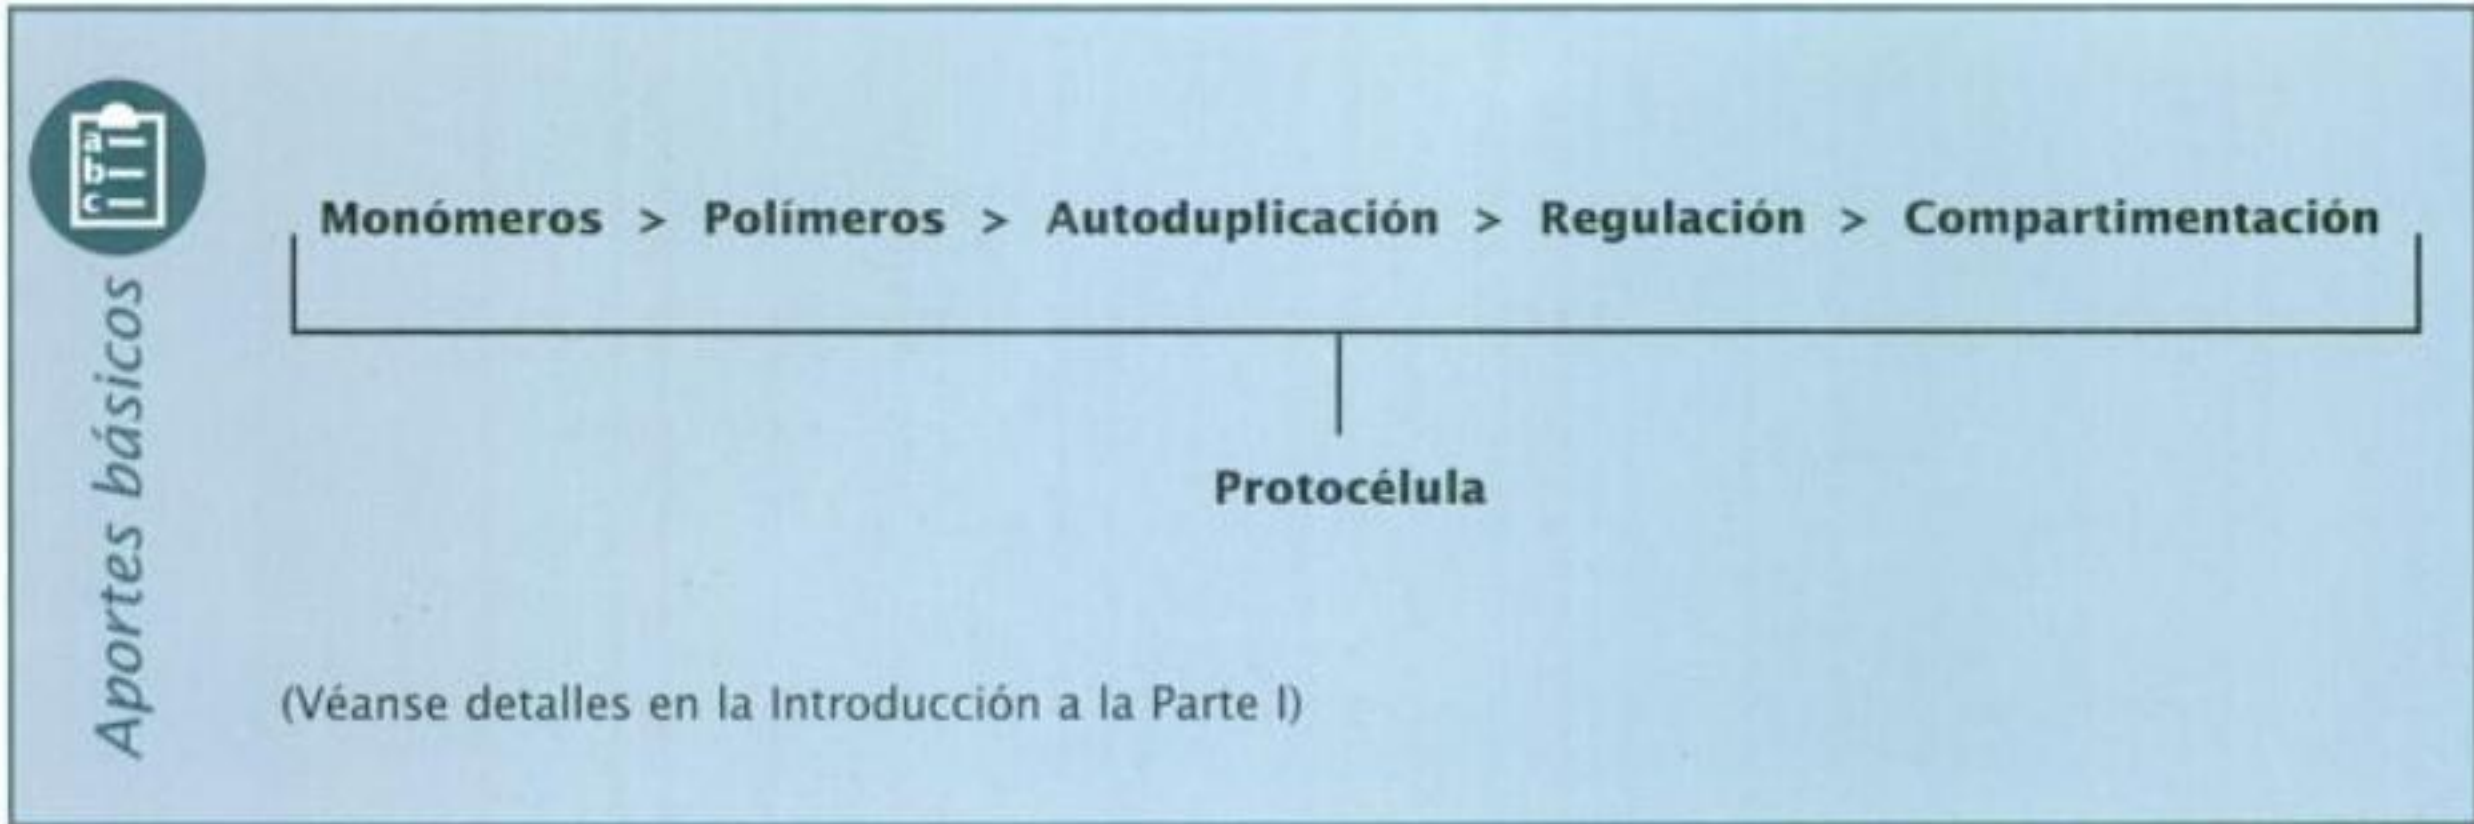 a
b
c
Aportes básicos
Monómeros > Polímeros > Autoduplicación > Regulación > Compartimentación
Protocélula
(Véanse detalles en la Introducción a la Parte I)